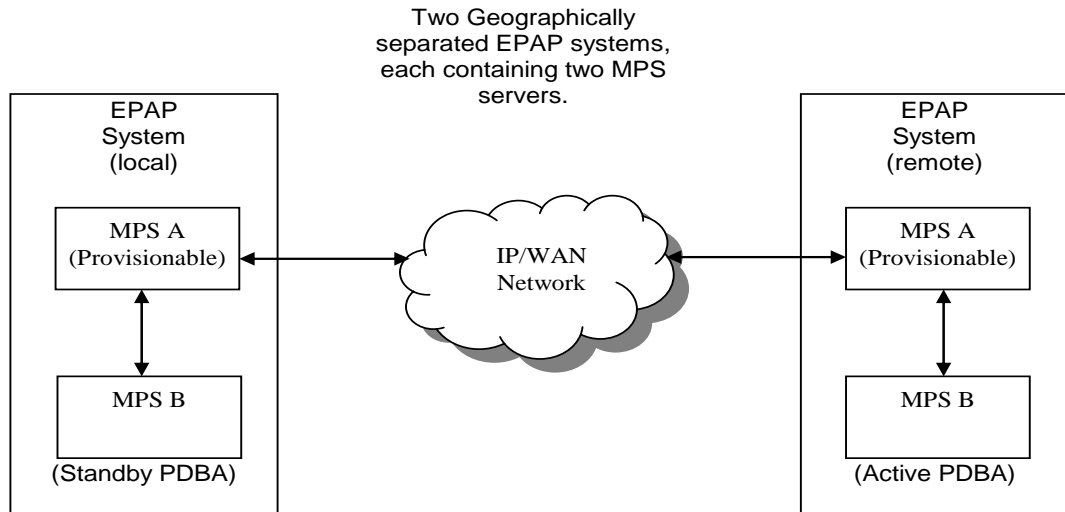 Two Geographically
separated EPAP systems,
each containing two MPS
servers.
EPAP
System
(local)
MPS A
(Provisionable)
MPS B
(Standby PDBA)
IP/WAN
Network
EPAP
System
(remote)
MPS A
(Provisionable)
MPS B
(Active PDBA)